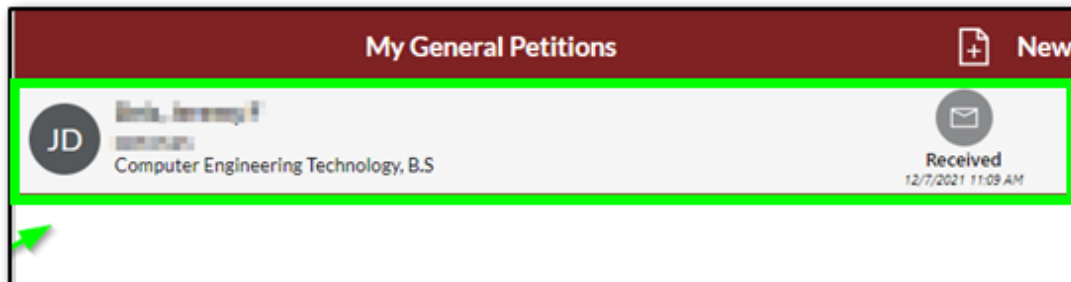 My General Petitions
New
JD
Computer Engineering Technology, B.S
Received
12/7/2021 11:09 AM